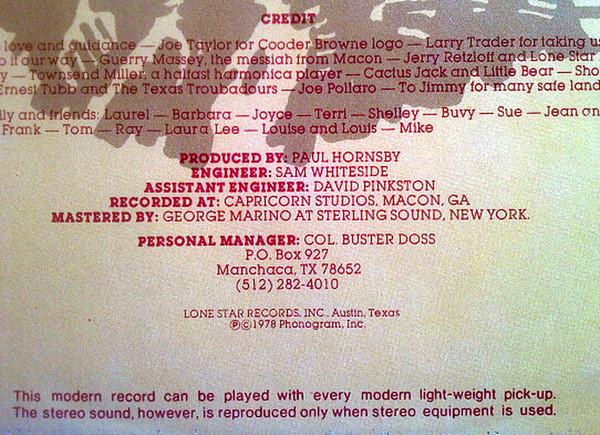 CREDIT
love and guidance — Joe Taylor for Cooder Browne logo — Larry Trader for taking us
it our way — Guerry Massey, the messiah from Macon — Jerry Retzloff and Lone Star
— Townsend Miller, a halfast harmonica player — Cactus Jack and Little Bear — Sho
Ernest Tubb and The Texas Troubadours — Joe Pollaro — To Jimmy for many safe land
lly and friends: Laurel — Barbara — Joyce — Terri — Shelley — Buvy — Sue — Jean an
Frank — Tom — Ray — Laura Lee — Louise and Louis — Mike
PRODUCED BY: PAUL HORNSBY
ENGINEER: SAM WHITESIDE
ASSISTANT ENGINEER: DAVID PINKSTON
RECORDED AT: CAPRICORN STUDIOS, MACON, GA
MASTERED BY: GEORGE MARINO AT STERLING SOUND, NEW YORK.
PERSONAL MANAGER: COL. BUSTER DOSS
P.O. Box 927
Manchaca, TX 78652
(512) 282-4010
LONE STAR RECORDS, INC., Austin, Texas
℗©1978 Phonogram, Inc.
This modern record can be played with every modern light-weight pick-up.
The stereo sound, however, is reproduced only when stereo equipment is used.